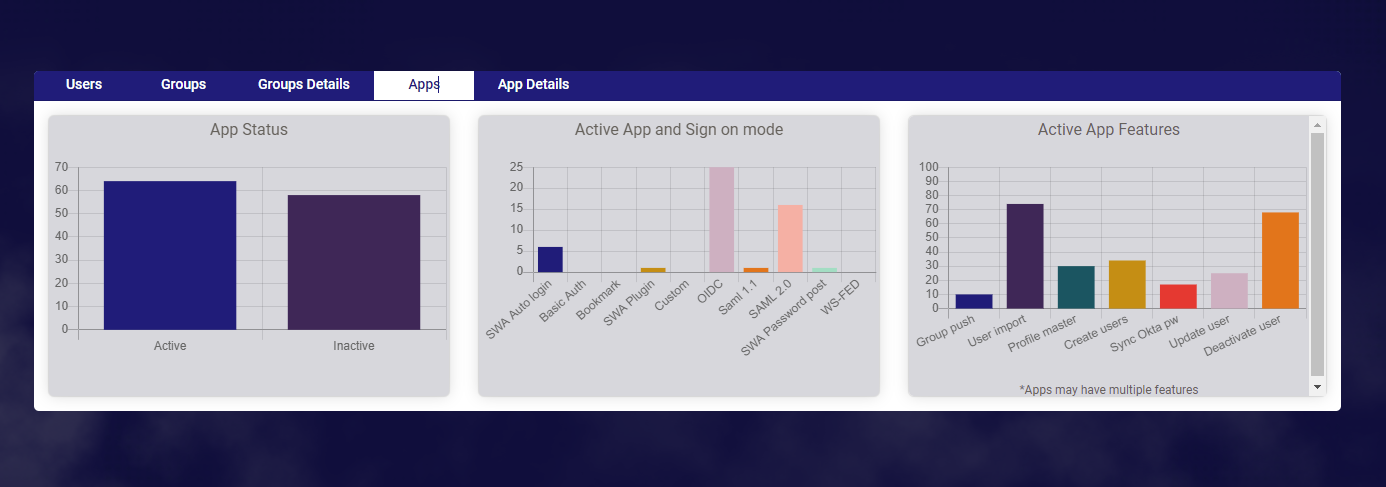 Users Groups Groups Details Apps App Details
App Status
70
60
50
40
30
20
10
0
Active Inactive
Active App and Sign on mode
25
20
15
10
5
0
SWA Auto login
Basic Auth
Bookmark
SWA Plugin
Custom
OIDC
Saml 1.1
SAML 2.0
SWA Password post
WS-FED
Active App Features
100
90
80
70
60
50
40
30
20
10
0
Group push
User import
Profile master
Create users
Sync Okta pw
Update user
Deactivate user
*Apps may have multiple features